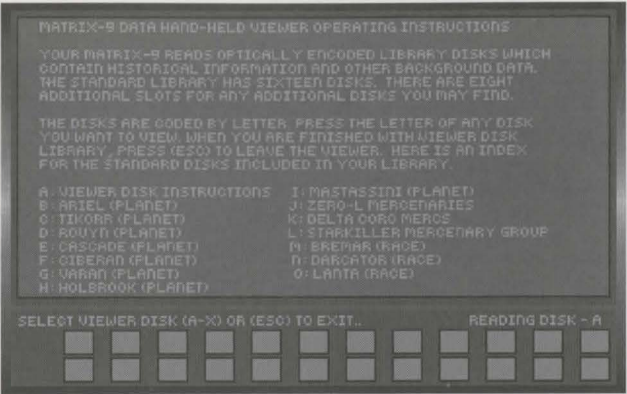 MATRIX-9 DATA HAND-HELD VIEWER OPERATING INSTRUCTIONS
YOUR MATRIX-9 READS OPTICALLY ENCODED LIBRARY DISKS WHICH
CONTAIN HISTORICAL INFORMATION AND OTHER BACKGROUND DATA.
THE STANDARD LIBRARY HAS SIXTEEN DISKS. THERE ARE EIGHT
ADDITIONAL SLOTS FOR ANY ADDITIONAL DISKS YOU MAY FIND.
THE DISKS ARE CODED BY LETTER. PRESS THE LETTER OF ANY DISK
YOU WANT TO VIEW. WHEN YOU ARE FINISHED WITH VIEWER DISK
LIBRARY, PRESS (ESC) TO LEAVE THE VIEWER. HERE IS AN INDEX
FOR THE STANDARD DISKS INCLUDED IN YOUR LIBRARY.
A: VIEWER DISK INSTRUCTIONS
B: ARIEL (PLANET)
C: TIKORR (PLANET)
D: ROUYN (PLANET)
E: CASCADE (PLANET)
F: CIBERAN (PLANET)
G: VARAN (PLANET)
H: HOLBROOK (PLANET)
I: MASTASSINI (PLANET)
J: ZERO-L MERCENARIES
K: DELTA CORO MERCS
L: STARKILLER MERCENARY GROUP
M: BREMAR (RACE)
N: DARCATOR (RACE)
O: LANTA (RACE)
SELECT VIEWER DISK (A-X) OR (ESC) TO EXIT..
READING DISK - A